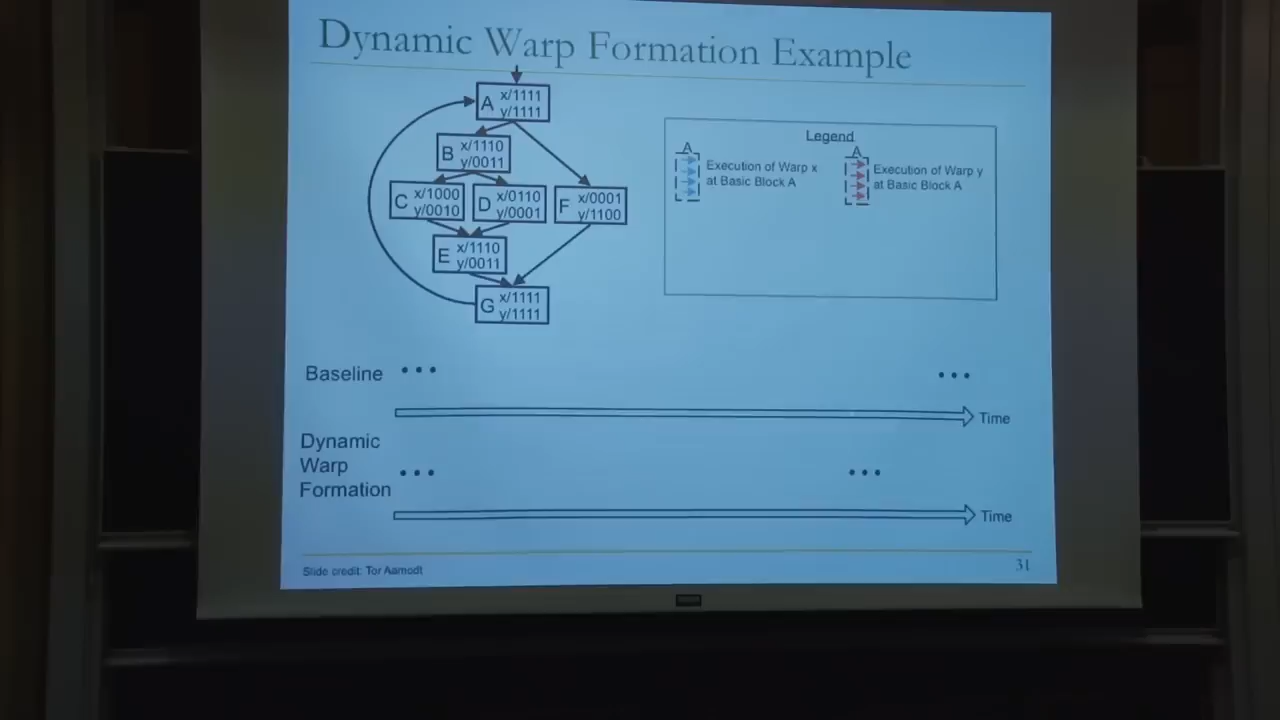 Dynamic Warp Formation Example
A x/1111
y/1111
B x/1110
y/0011
C x/1000
y/0010
D x/0110
y/0001
F x/0001
y/1100
E x/1110
y/0011
G x/1111
y/1111
Legend
A
Execution of Warp x
at Basic Block A
A
Execution of Warp y
at Basic Block A
Baseline
Time
Dynamic
Warp
Formation
Time
Slide credit: Tor Aamodt
31